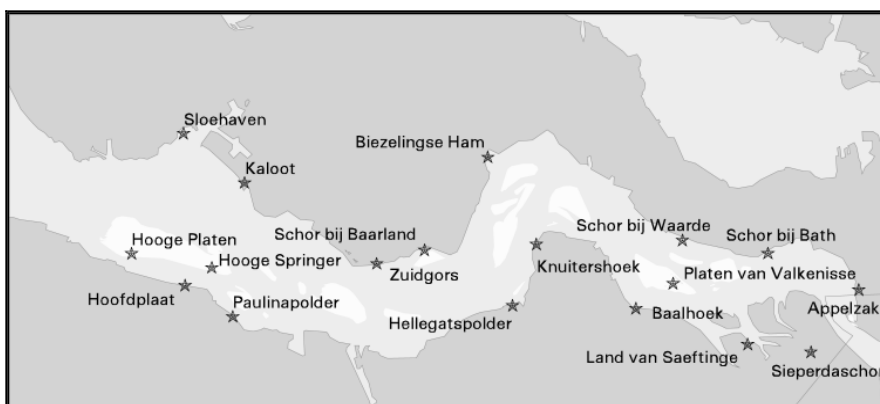 Sloehaven
Biezelingse Ham
Kaloot
Schor bij Waarde
Schor bij Baarland
Schor bij Bath
Hooge Platen
Hooge Springer
Zuidgors
Knuitershoek
Platen van Valkenisse
Hoofdplaat
Paulinapolder
Appelzak
Hellegatspolder
Baalhoek
Land van Saeftinge
Sieperdaschor